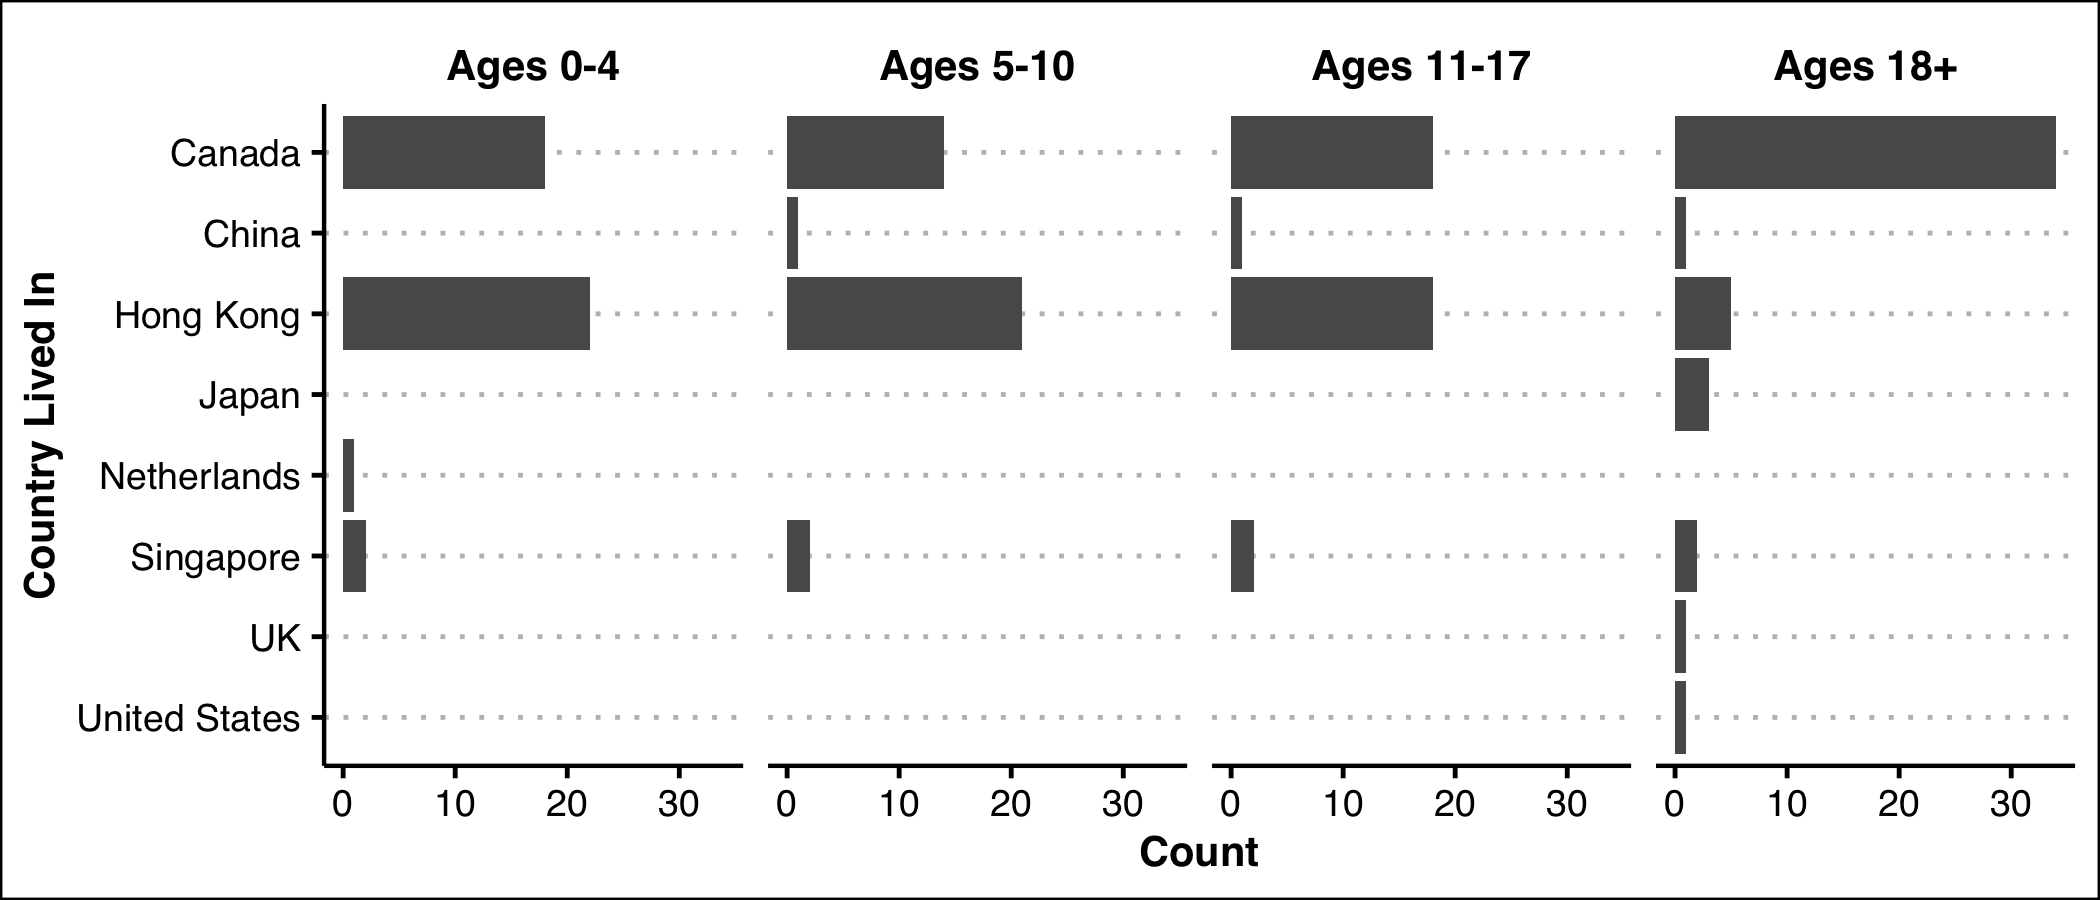 Ages 0-4 Ages 5-10 Ages 11-17 Ages 18+
Country Lived In
Canada
China
Hong Kong
Japan
Netherlands
Singapore
UK
United States
0 10 20 30 0 10 20 30 0 10 20 30 0 10 20 30
Count